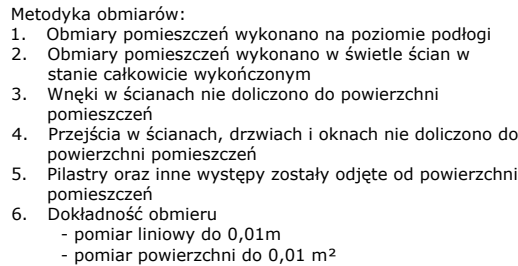 Metodyka obmiarów:
1. Obmiary pomieszczeń wykonano na poziomie podłogi
2. Obmiary pomieszczeń wykonano w świetle ścian w
stanie całkowicie wykończonym
3. Wnęki w ścianach nie doliczono do powierzchni
pomieszczeń
4. Przejścia w ścianach, drzwiach i oknach nie doliczono do
powierzchni pomieszczeń
5. Pilastry oraz inne występy zostały odjęte od powierzchni
pomieszczeń
6. Dokładność obmieru
- pomiar liniowy do 0,01m
- pomiar powierzchni do 0,01 m²